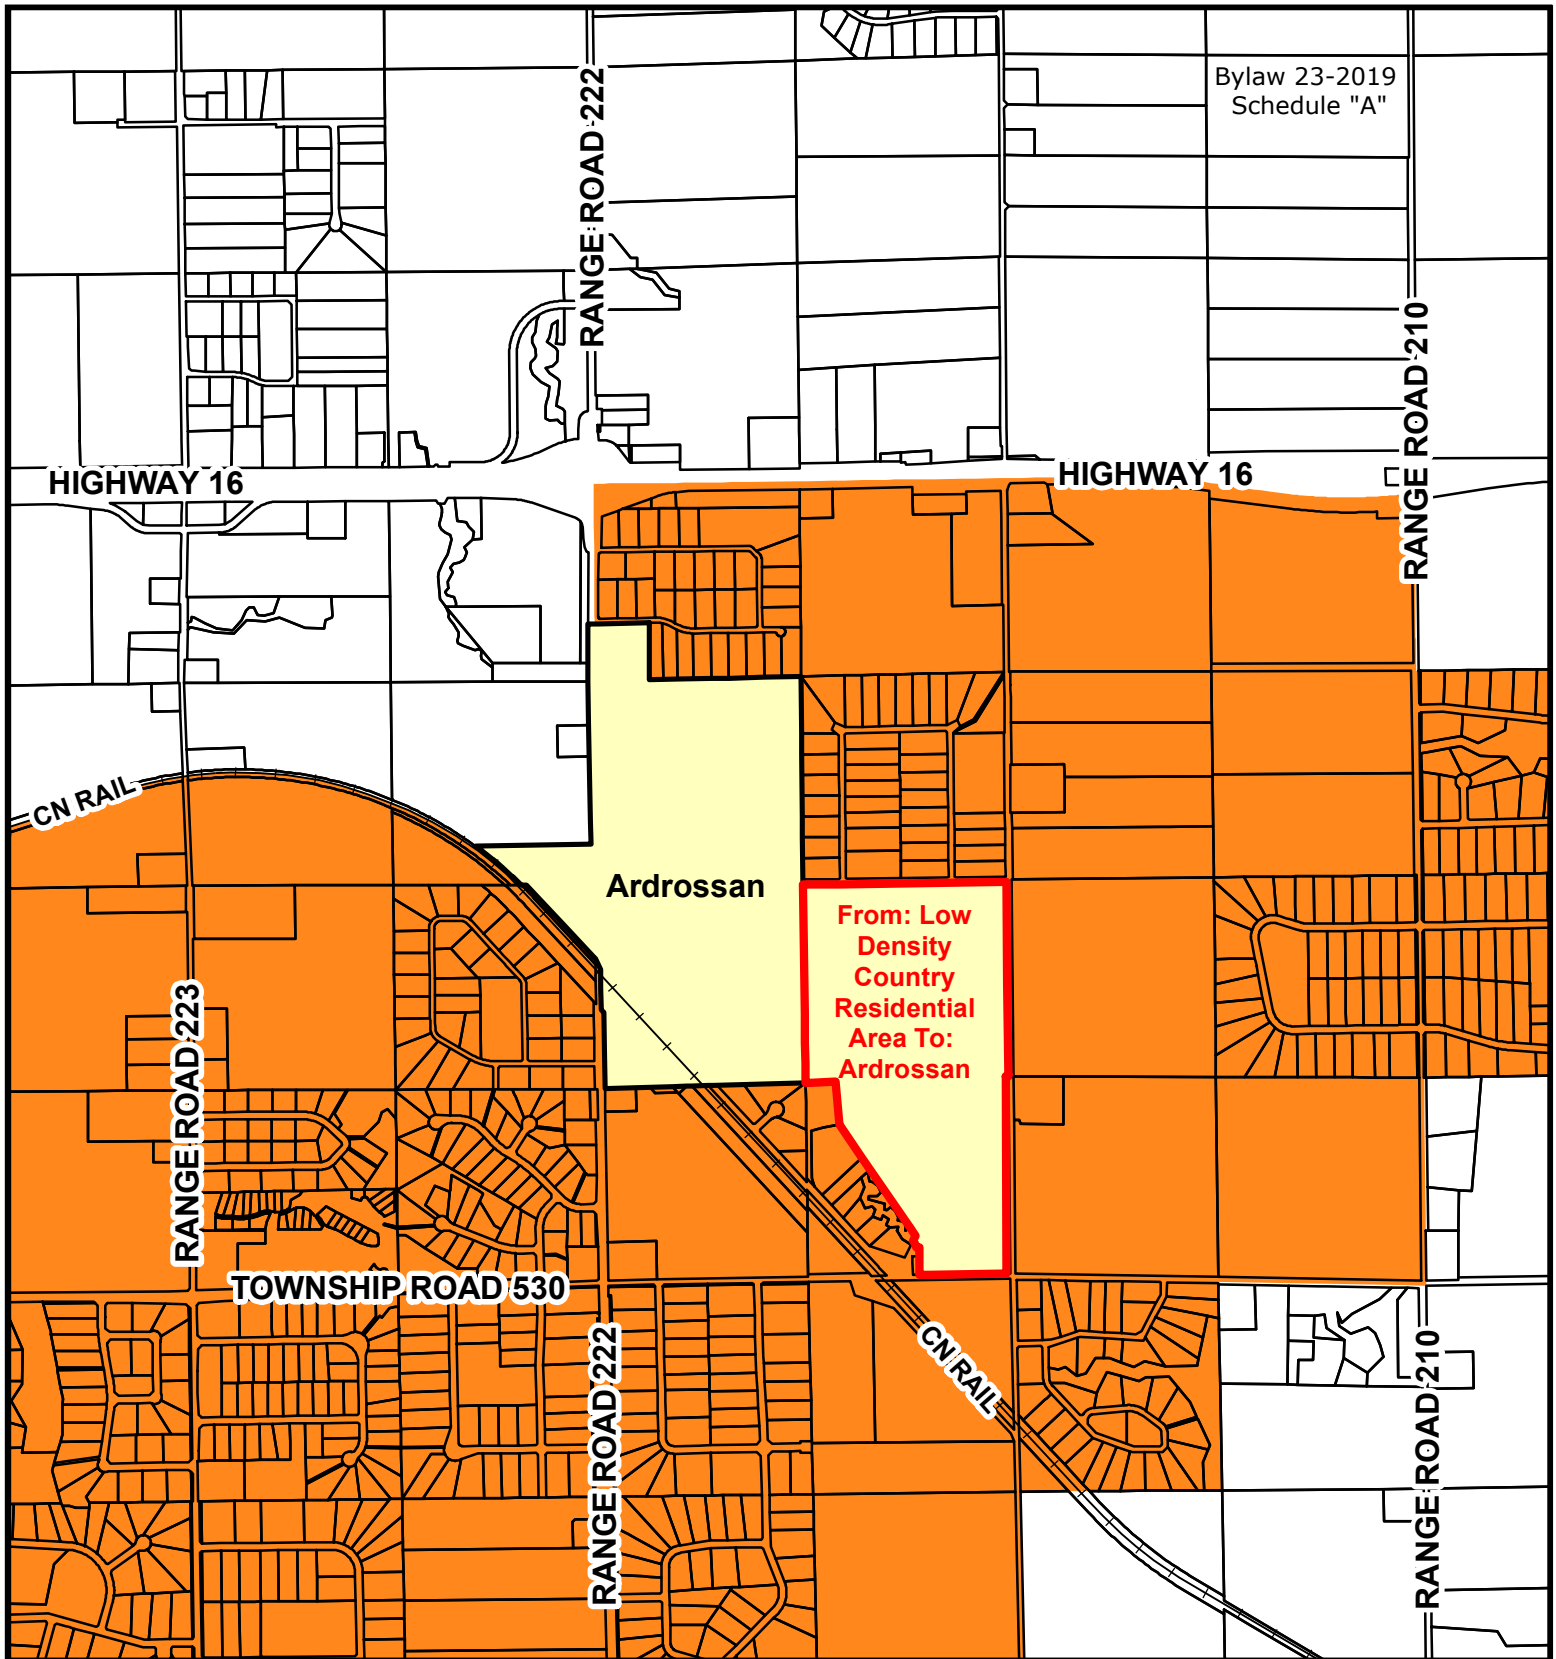 Bylaw 23-2019
Schedule "A"
RANGE ROAD 222
RANGE ROAD 210
HIGHWAY 16
HIGHWAY 16
CN RAIL
Ardrossan
From: Low
Density
Country
Residential
Area To:
Ardrossan
RANGE ROAD 223
TOWNSHIP ROAD 530
RANGE ROAD 222
CN RAIL
RANGE ROAD 210